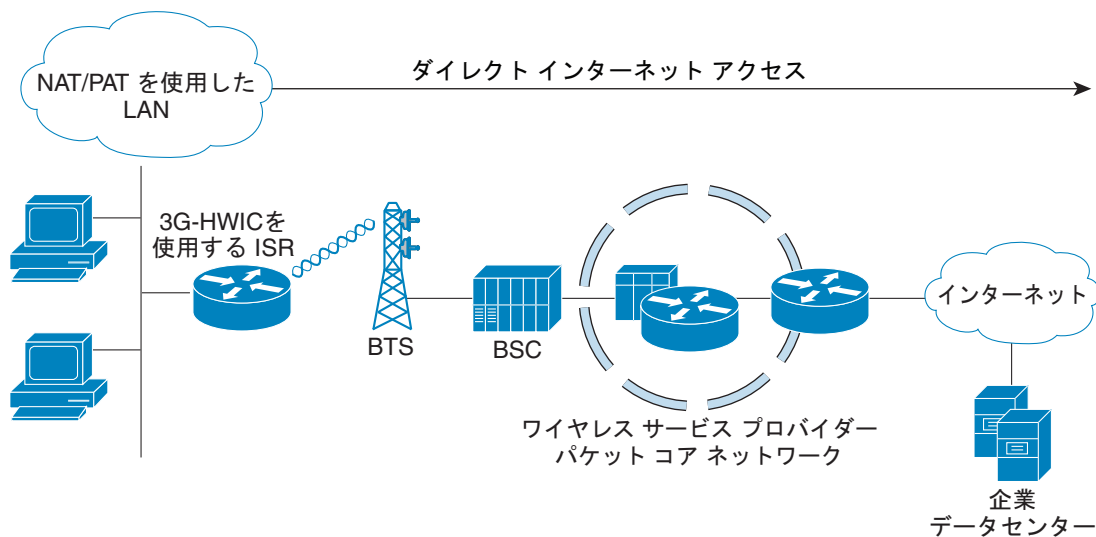 NAT/PAT を使用した
LAN
ダイレクト インターネット アクセス
3G-HWICを
使用する ISR
BTS
BSC
インターネット
ワイヤレス サービス プロバイダー
パケット コア ネットワーク
企業
データセンター